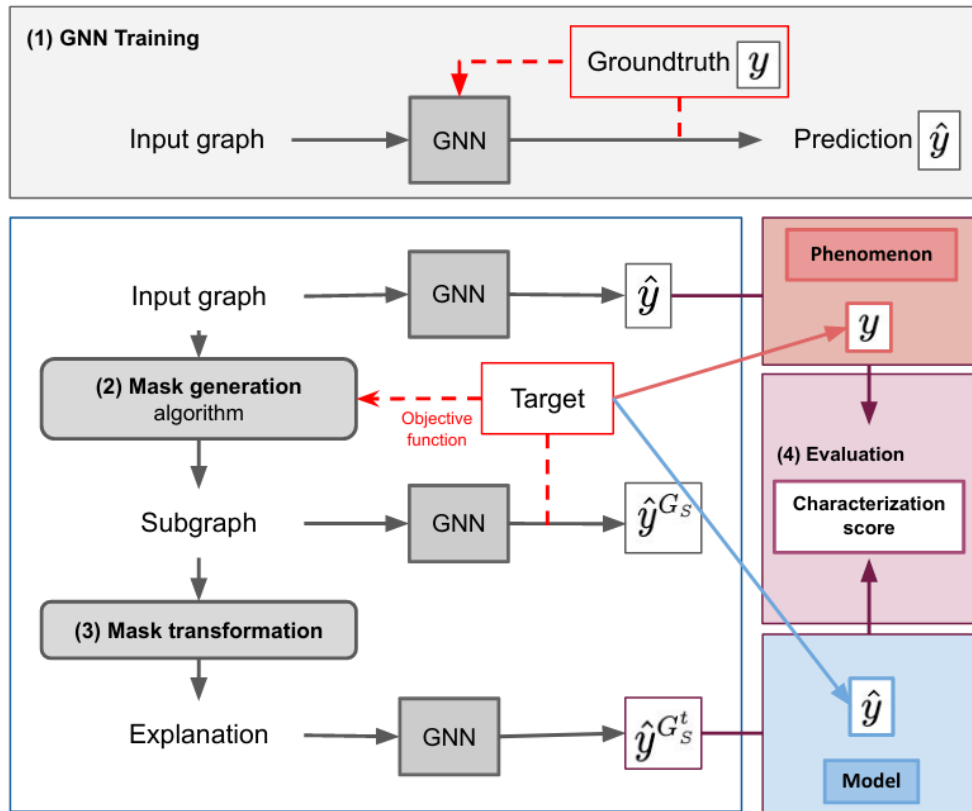 (1) GNN Training
Groundtruth y
Input graph
GNN
Prediction ŷ
Input graph
GNN
ŷ
Phenomenon
y
(2) Mask generation
algorithm
Objective
function
Target
(4) Evaluation
Characterization
score
Subgraph
GNN
ŷ^{G_S}
(3) Mask transformation
Explanation
GNN
ŷ^{G_S^t}
ŷ
Model